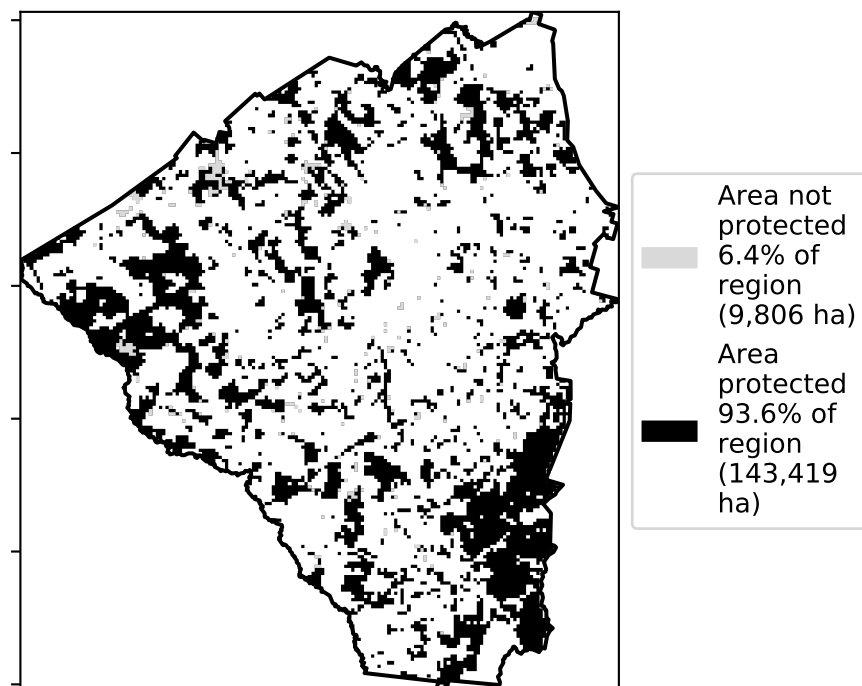 Area not
protected
6.4% of
region
(9,806 ha)
Area
protected
93.6% of
region
(143,419
ha)